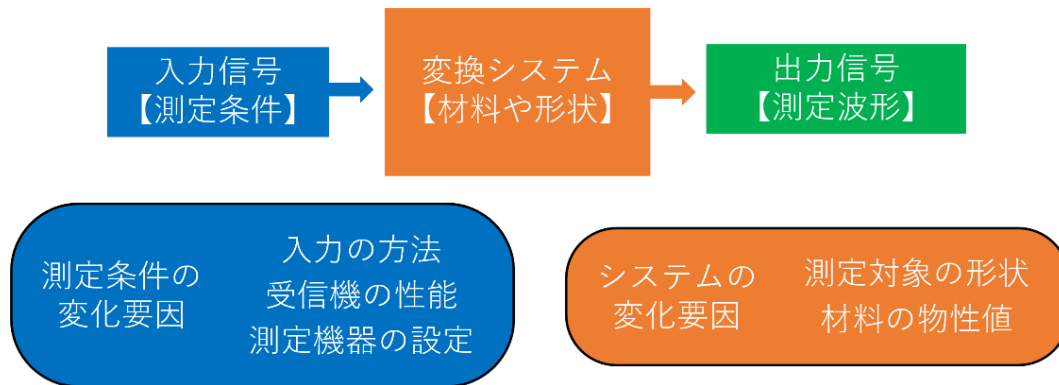 入力信号
【測定条件】
変換システム
【材料や形状】
出力信号
【測定波形】
測定条件の
変化要因
入力の方法
受信機の性能
測定機器の設定
システムの
変化要因
測定対象の形状
材料の物性値